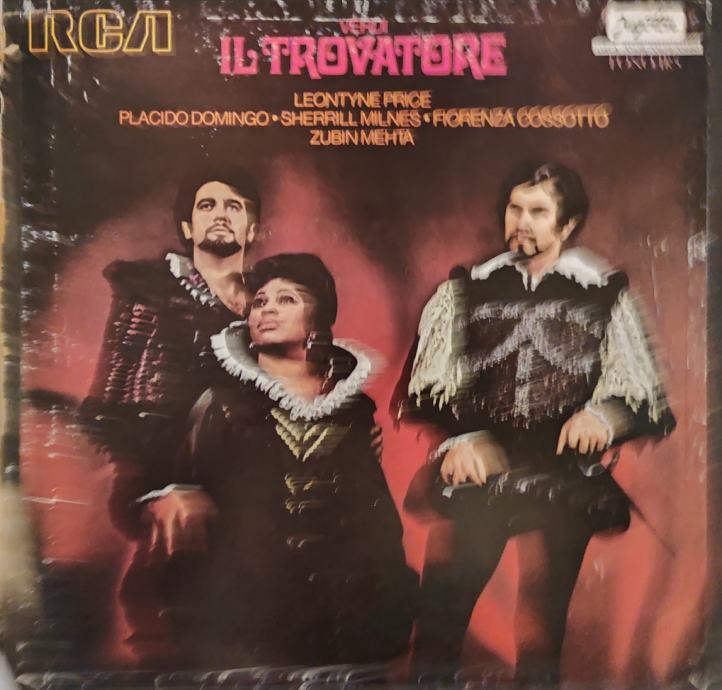 RCA
VERDI
IL TROVATORE
LEONTYNE PRICE
PLACIDO DOMINGO • SHERRILL MILNES • FIORENZA COSSOTTO
ZUBIN MEHTA